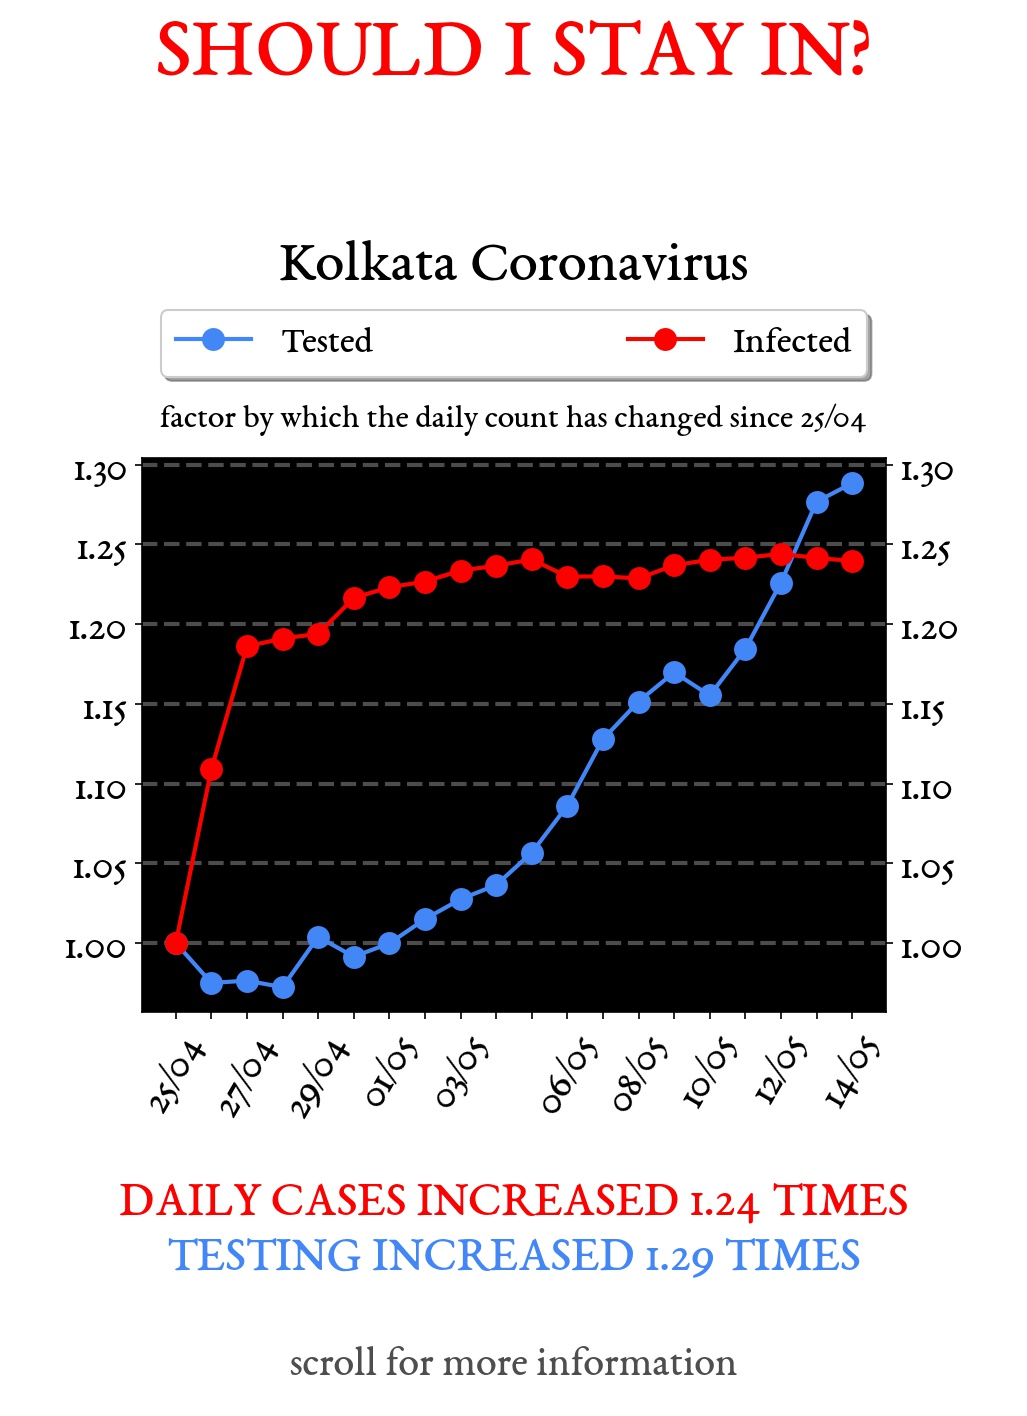 SHOULD I STAY IN?
Kolkata Coronavirus
Tested Infected
factor by which the daily count has changed since 25/04
1.30 1.30
1.25 1.25
1.20 1.20
1.15 1.15
1.10 1.10
1.05 1.05
1.00 1.00
25/04 27/04 29/04 01/05 03/05 06/05 08/05 10/05 12/05 14/05
DAILY CASES INCREASED 1.24 TIMES
TESTING INCREASED 1.29 TIMES
scroll for more information